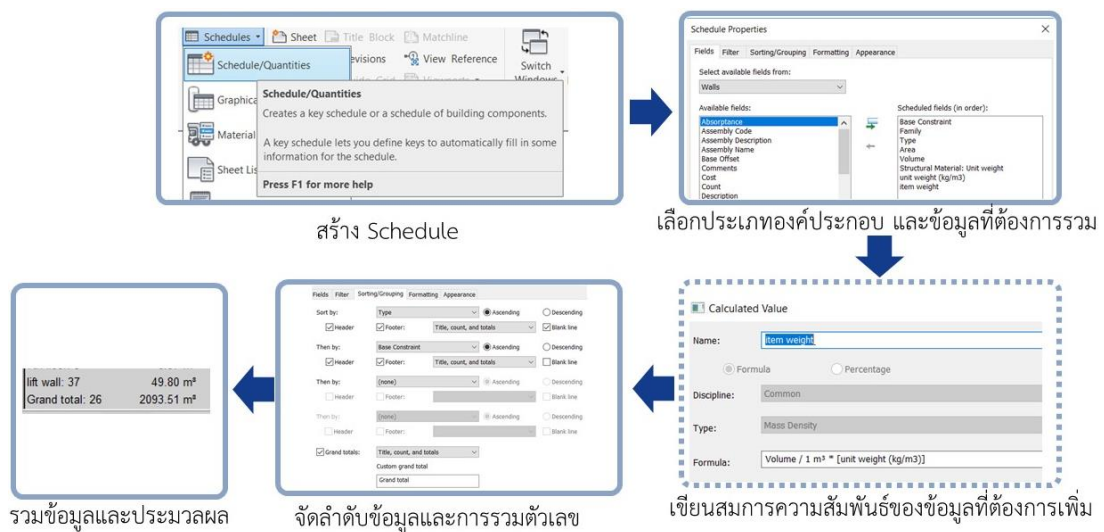 Schedules
Sheet
Title Block
Matchline
Schedule/Quantities
evisions
View Reference
Switch
Windows
Graphica
Schedule/Quantities
Creates a key schedule or a schedule of building components.
Material
A key schedule lets you define keys to automatically fill in some
information for the schedule.
Sheet Lis
Press F1 for more help
สร้าง Schedule
Schedule Properties
Fields Filter Sorting/Grouping Formatting Appearance
Select available fields from:
Walls
Available fields:
Absorptance
Assembly Code
Assembly Description
Assembly Name
Base Offset
Comments
Cost
Count
Description
Scheduled fields (in order):
Base Constraint
Family
Type
Area
Volume
Structural Material: Unit weight
unit weight (kg/m3)
item weight
เลือกประเภทองค์ประกอบ และข้อมูลที่ต้องการรวม
Calculated Value
Name: item weight
Formula Percentage
Discipline: Common
Type: Mass Density
Formula: Volume / 1 m³ * [unit weight (kg/m3)]
เขียนสมการความสัมพันธ์ของข้อมูลที่ต้องการเพิ่ม
Fields Filter Sorting/Grouping Formatting Appearance
Sort by: Type Ascending Descending
Header Footer: Title, count, and totals Blank line
Then by: Base Constraint Ascending Descending
Header Footer: Title, count, and totals Blank line
Then by: (none) Ascending Descending
Header Footer: Blank line
Then by: (none) Ascending Descending
Header Footer: Blank line
Grand totals: Title, count, and totals
Custom grand total
Grand total
จัดลำดับข้อมูลและการรวมตัวเลข
lift wall: 37 49.80 m²
Grand total: 26 2093.51 m²
รวมข้อมูลและประมวลผล